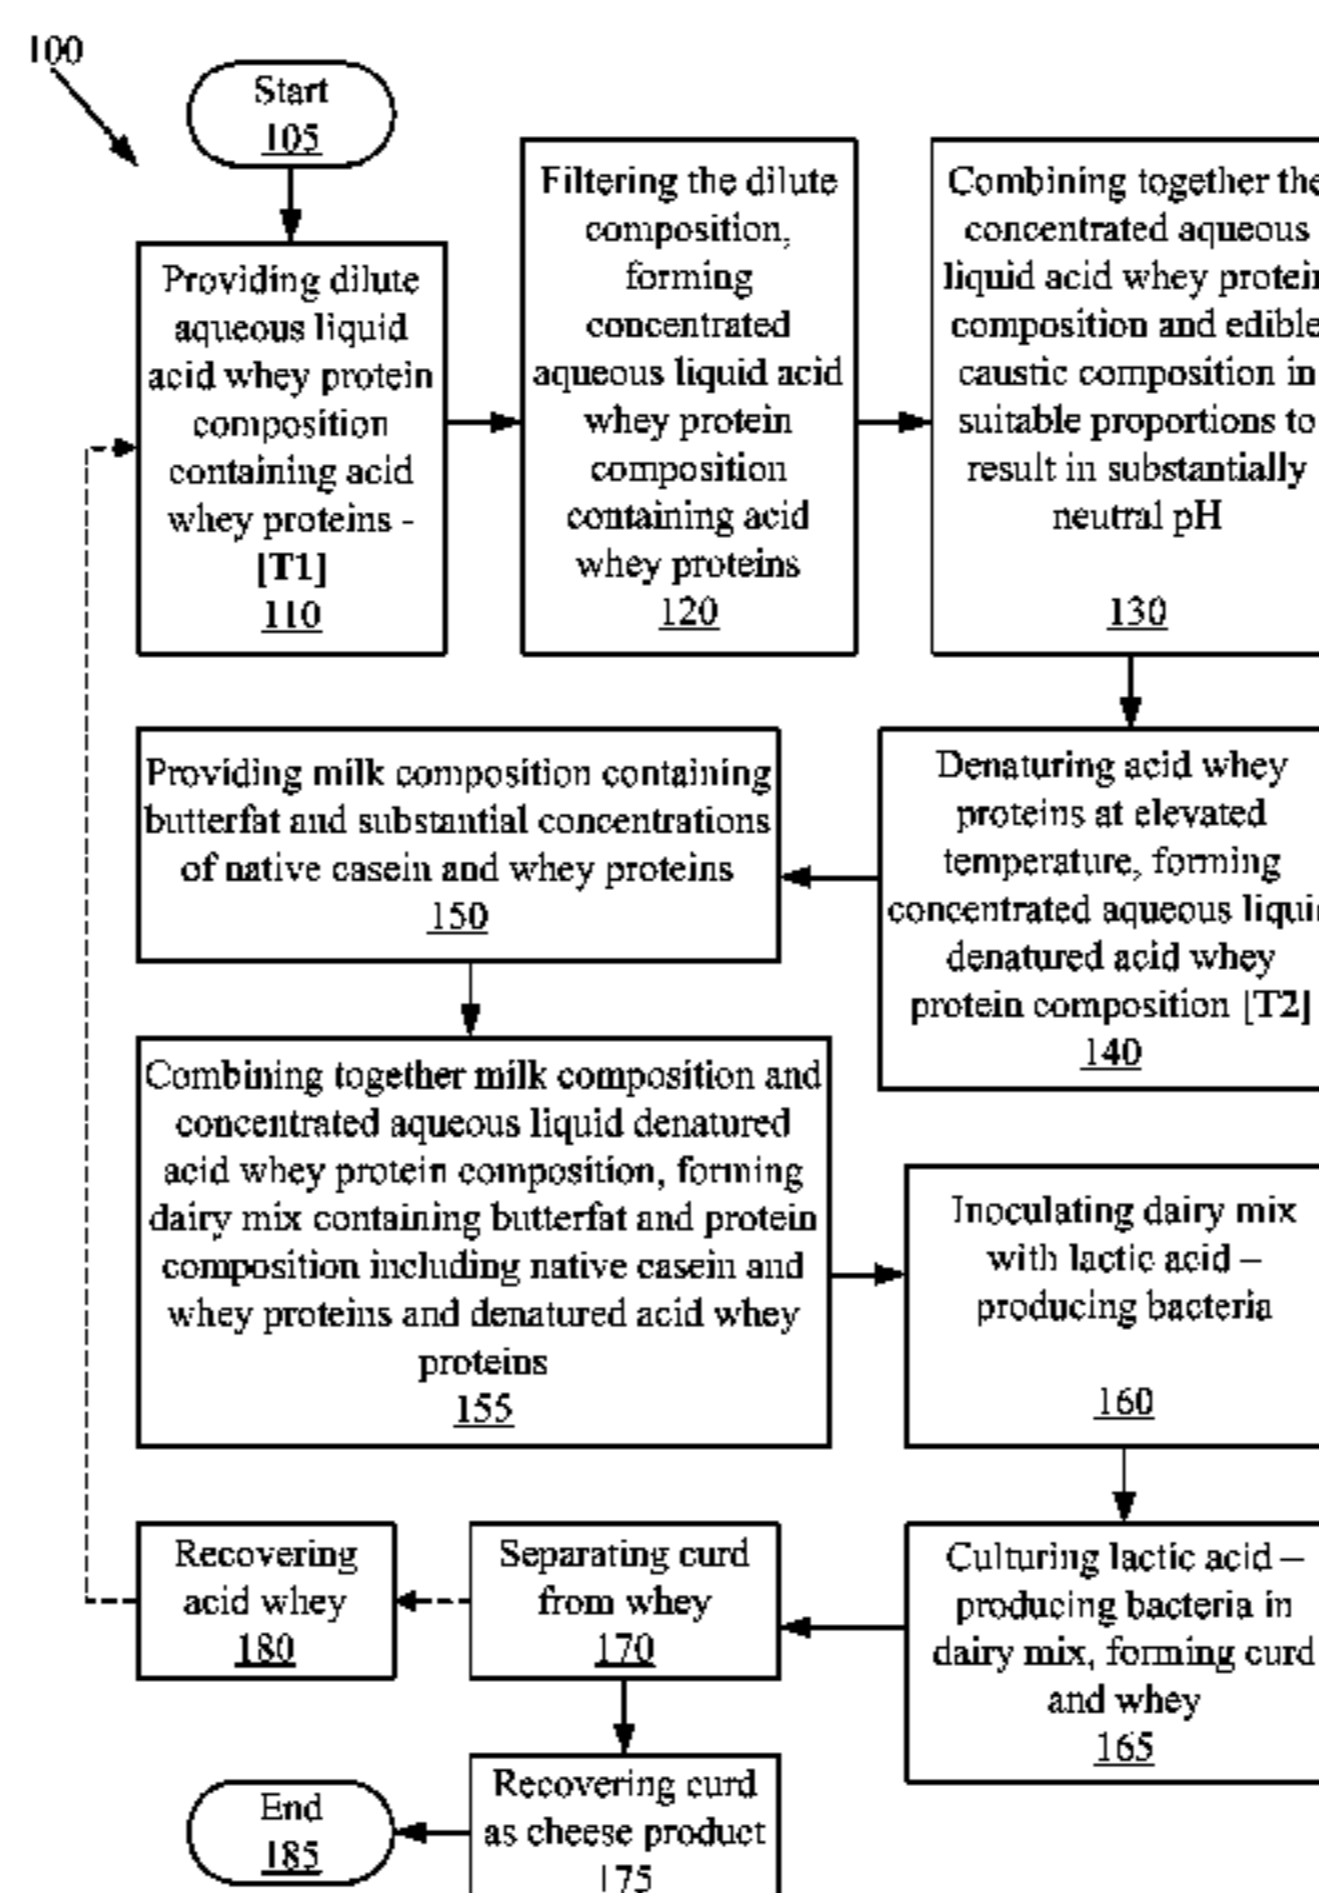 100
Start
105
Providing dilute
aqueous liquid
acid whey protein
composition
containing acid
whey proteins -
[T1]
110
Filtering the dilute
composition,
forming
concentrated
aqueous liquid acid
whey protein
composition
containing acid
whey proteins
120
Combining together the
concentrated aqueous
liquid acid whey protein
composition and edible
caustic composition in
suitable proportions to
result in substantially
neutral pH
130
Denaturing acid whey
proteins at elevated
temperature, forming
concentrated aqueous liquid
denatured acid whey
protein composition [T2]
140
Providing milk composition containing
butterfat and substantial concentrations
of native casein and whey proteins
150
Combining together milk composition and
concentrated aqueous liquid denatured
acid whey protein composition, forming
dairy mix containing butterfat and protein
composition including native casein and
whey proteins and denatured acid whey
proteins
155
Inoculating dairy mix
with lactic acid –
producing bacteria
160
Culturing lactic acid –
producing bacteria in
dairy mix, forming curd
and whey
165
Separating curd
from whey
170
Recovering
acid whey
180
Recovering curd
as cheese product
175
End
185